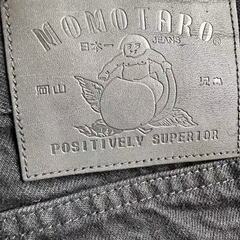 MOMOTARO®
日本一 JEANS
岡山 児島
POSITIVELY SUPERIOR